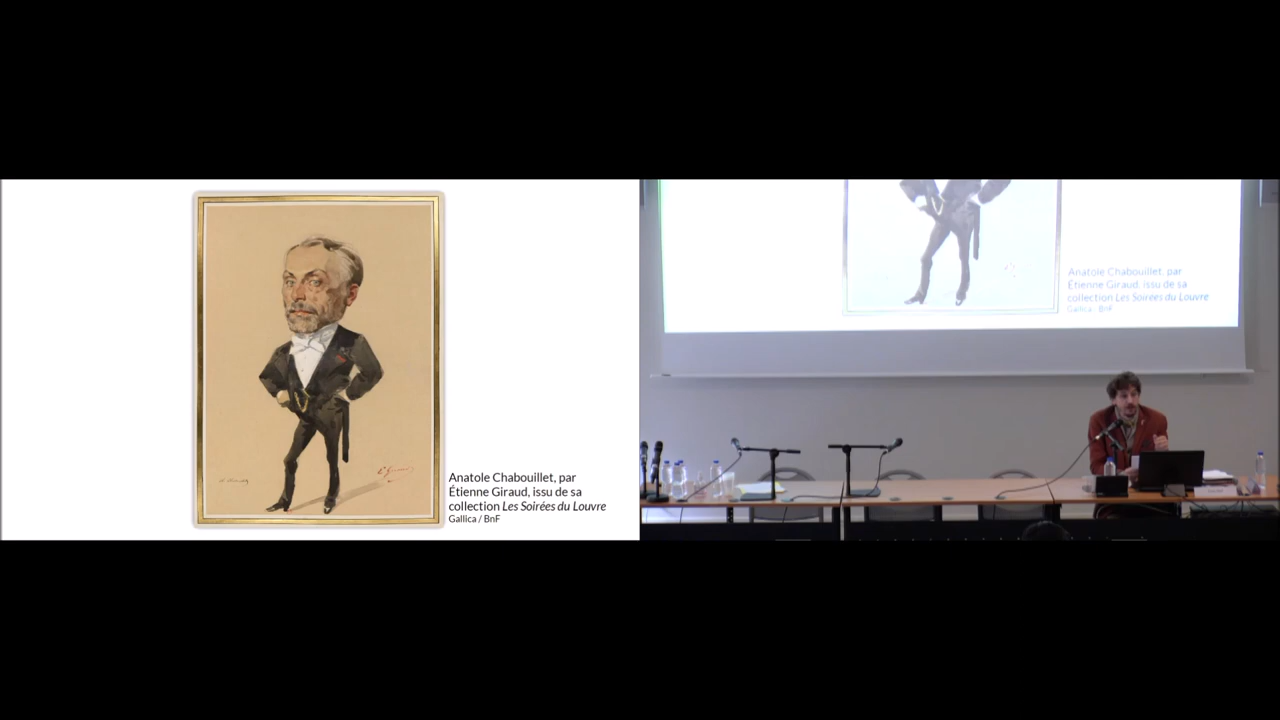 Anatole Chabouillet, par
Étienne Giraud, issu de sa
collection Les Soirées du Louvre
Gallica / BnF
Anatole Chabouillet, par
Étienne Giraud, issu de sa
collection Les Soirées du Louvre
Gallica / BnF